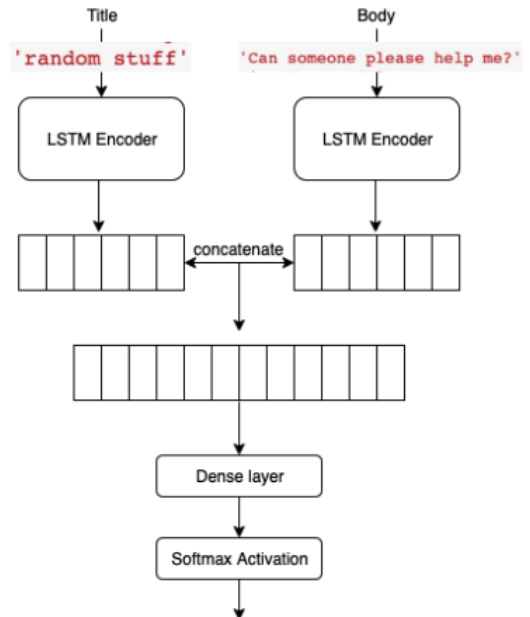 Title
Body
'random stuff'
'Can someone please help me?'
LSTM Encoder
LSTM Encoder
concatenate
Dense layer
Softmax Activation